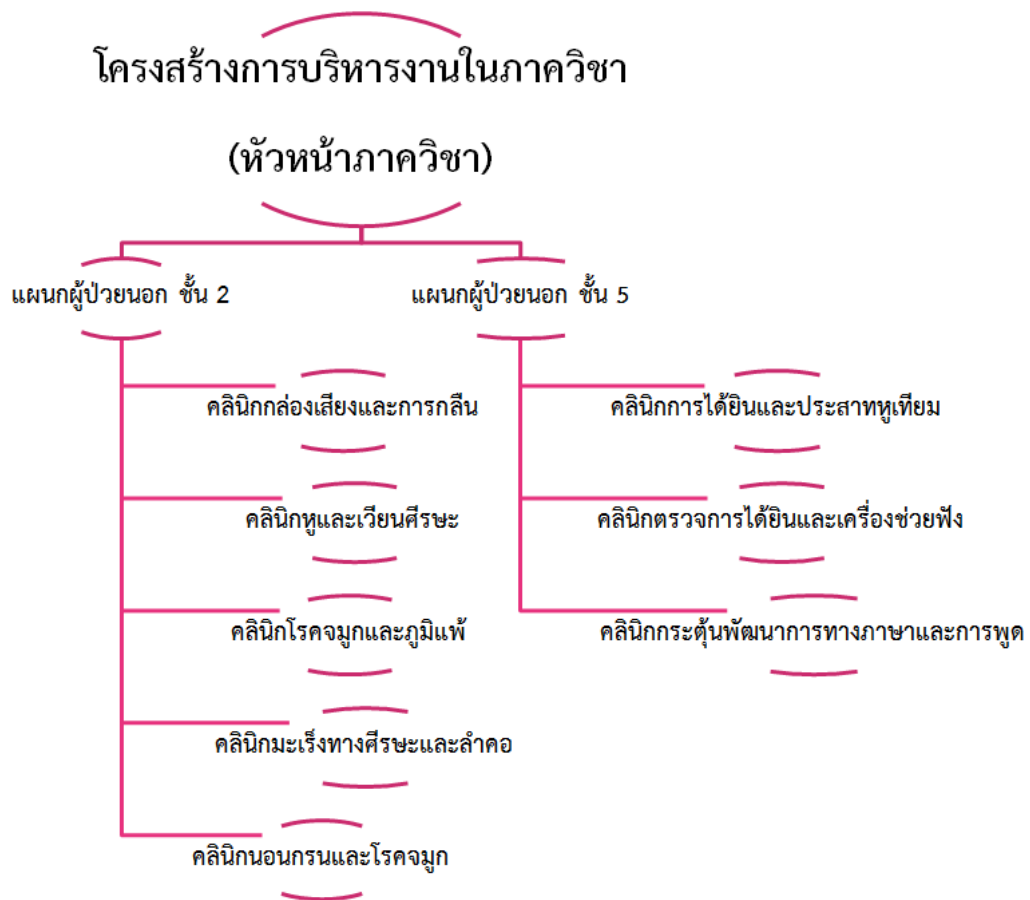 โครงสร้างการบริหารงานในภาควิชา
(หัวหน้าภาควิชา)
แผนกผู้ป่วยนอก ชั้น 2
คลินิกกล่องเสียงและการกลืน
คลินิกหูและเวียนศีรษะ
คลินิกโรคจมูกและภูมิแพ้
คลินิกมะเร็งทางศีรษะและลำคอ
คลินิกนอนกรนและโรคจมูก
แผนกผู้ป่วยนอก ชั้น 5
คลินิกการได้ยินและประสาทหูเทียม
คลินิกตรวจการได้ยินและเครื่องช่วยฟัง
คลินิกกระตุ้นพัฒนาการทางภาษาและการพูด